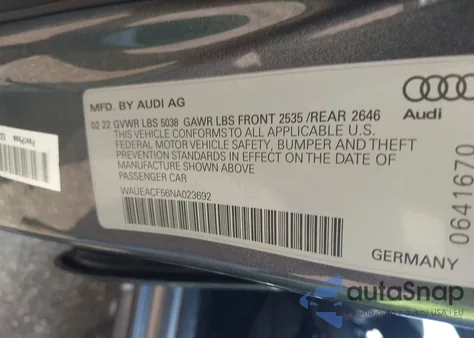 MFD. BY AUDI AG
02 22 GVWR LBS 5038 GAWR LBS FRONT 2535 /REAR 2646
THIS VEHICLE CONFORMS TO ALL APPLICABLE U.S.
FEDERAL MOTOR VEHICLE SAFETY, BUMPER AND THEFT
PREVENTION STANDARDS IN EFFECT ON THE DATE OF
MANUFACTURE SHOWN ABOVE
PASSENGER CAR
WAUEACF56NA023692
GERMANY
Audi
0641670
autoSnap